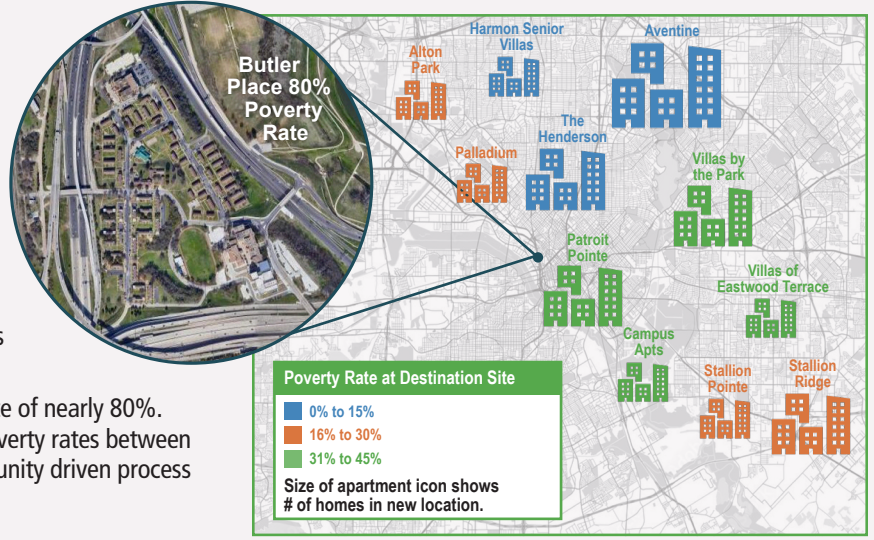 Butler
Place 80%
Poverty
Rate
Harmon Senior
Villas
Aventine
Alton
Park
The
Henderson
Palladium
Villas by
the Park
Patroit
Pointe
Villas of
Eastwood Terrace
Campus
Apts
Stallion
Pointe
Stallion
Ridge
Poverty Rate at Destination Site
0% to 15%
16% to 30%
31% to 45%
Size of apartment icon shows
# of homes in new location.
s
e of nearly 80%.
verty rates between
unity driven process